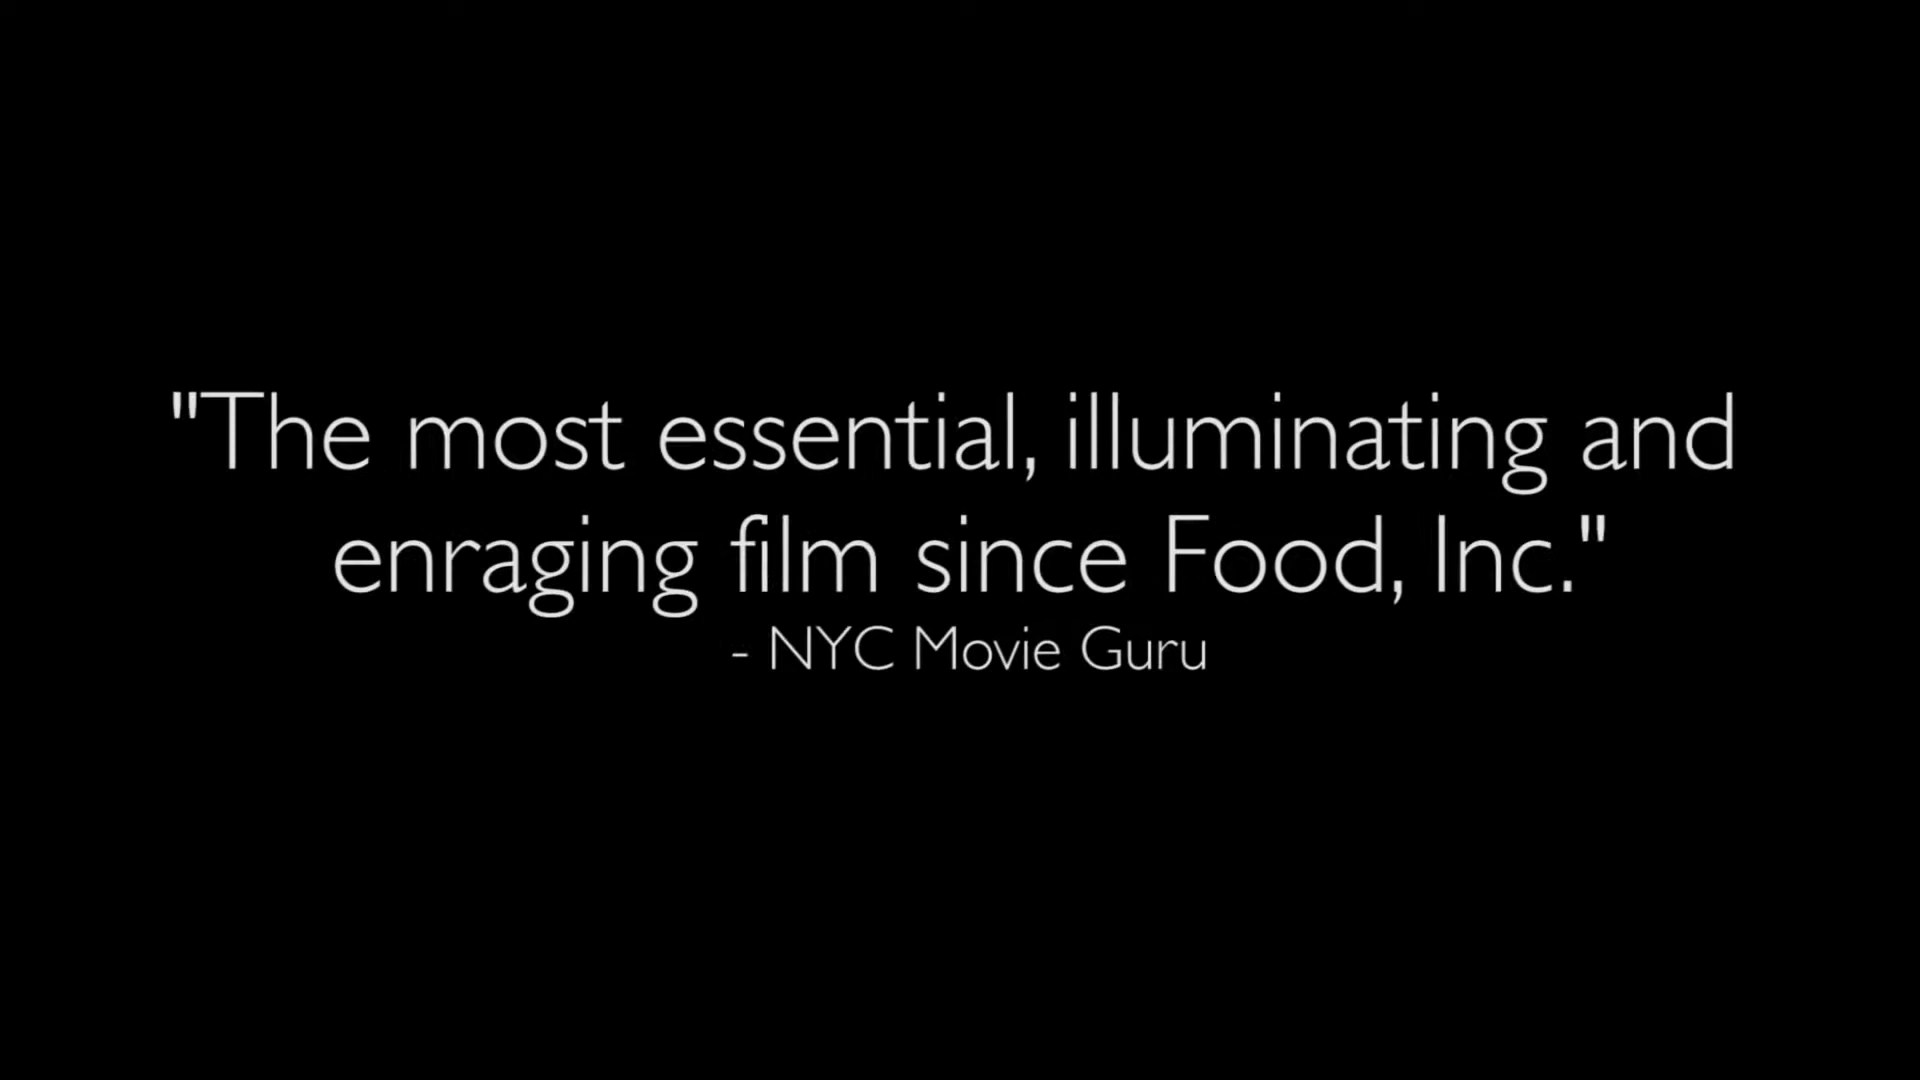 "The most essential, illuminating and
enraging film since Food, Inc."
- NYC Movie Guru